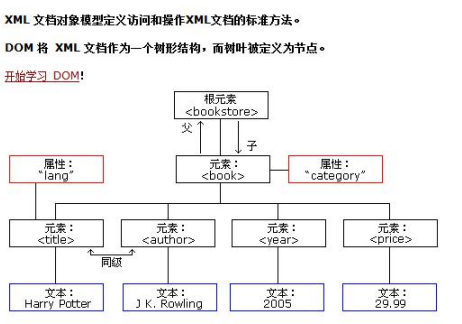 XML 文档对象模型定义访问和操作XML文档的标准方法。
DOM 将 XML 文档作为一个树形结构，而树叶被定义为节点。
开始学习 DOM!
根元素
<bookstore>
父
子
属性：
"lang"
元素：
<book>
属性：
"category"
元素：
<title>
元素：
<author>
元素：
<year>
元素：
<price>
同级
文本：
Harry Potter
文本：
J K. Rowling
文本：
2005
文本：
29.99